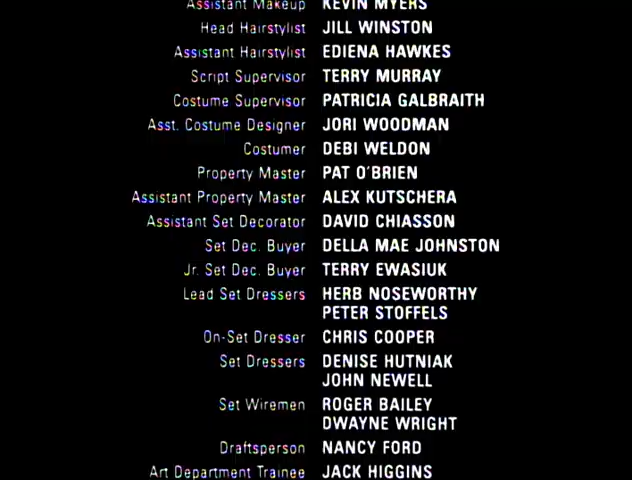 Assistant Makeup KEVIN MYERS
Head Hairstylist JILL WINSTON
Assistant Hairstylist EDIENA HAWKES
Script Supervisor TERRY MURRAY
Costume Supervisor PATRICIA GALBRAITH
Asst. Costume Designer JORI WOODMAN
Costumer DEBI WELDON
Property Master PAT O'BRIEN
Assistant Property Master ALEX KUTSCHERA
Assistant Set Decorator DAVID CHIASSON
Set Dec. Buyer DELLA MAE JOHNSTON
Jr. Set Dec. Buyer TERRY EWASIUK
Lead Set Dressers HERB NOSEWORTHY
PETER STOFFELS
On-Set Dresser CHRIS COOPER
Set Dressers DENISE HUTNIAK
JOHN NEWELL
Set Wiremen ROGER BAILEY
DWAYNE WRIGHT
Draftsperson NANCY FORD
Art Department Trainee JACK HIGGINS